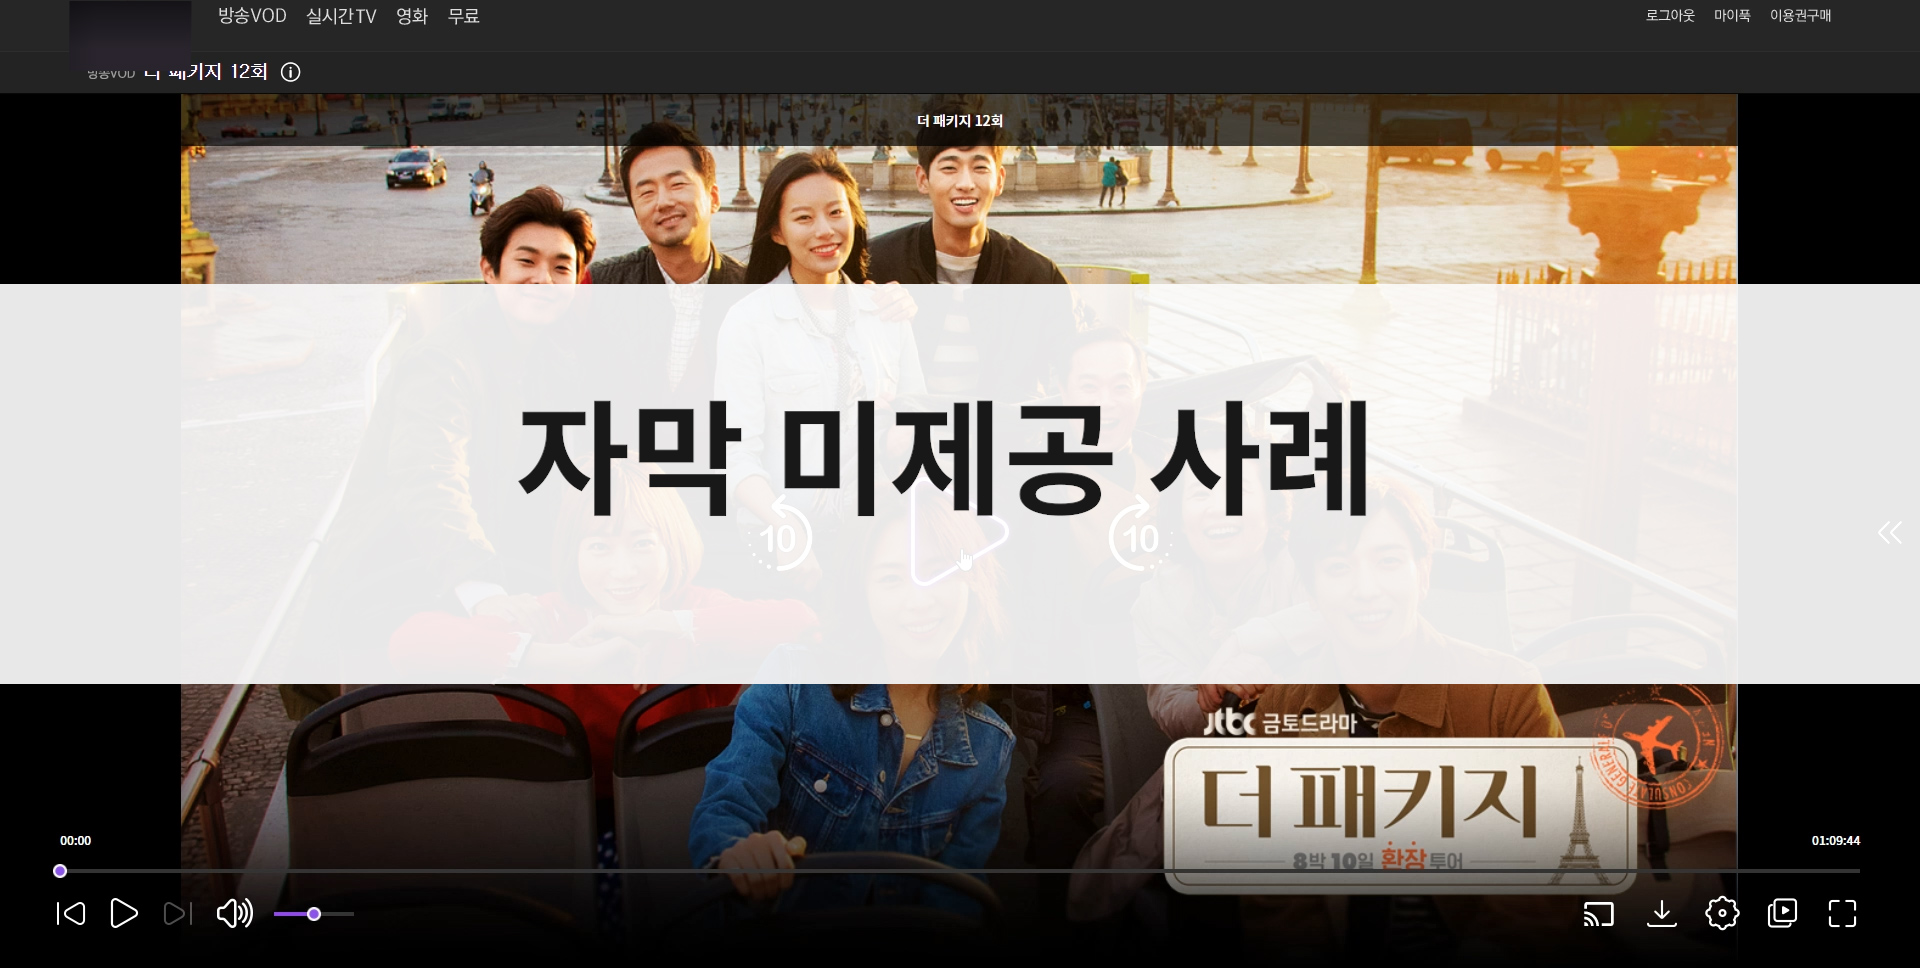 방송VOD 실시간TV 영화 무료
로그아웃 마이푹 이용권구매
방송VOD 더 패키지 12회
더 패키지 12회
자막 미제공 사례
10 10
jtbc 금토드라마
더 패키지
8박 10일 환장투어
CONSULATE GENERAL
00:00
01:09:44